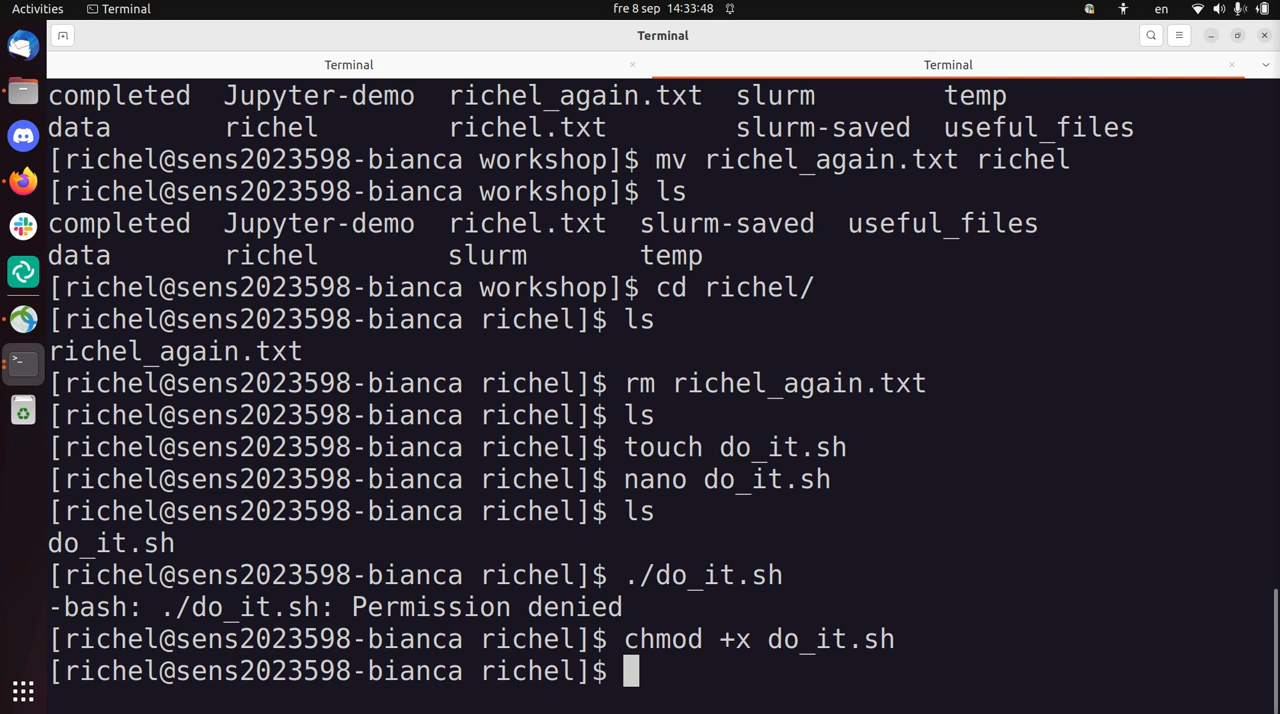 Activities Terminal fre 8 sep 14:33:48 en
Terminal
Terminal Terminal
completed Jupyter-demo richel_again.txt slurm temp
data richel richel.txt slurm-saved useful_files
[richel@sens2023598-bianca workshop]$ mv richel_again.txt richel
[richel@sens2023598-bianca workshop]$ ls
completed Jupyter-demo richel.txt slurm-saved useful_files
data richel slurm temp
[richel@sens2023598-bianca workshop]$ cd richel/
[richel@sens2023598-bianca richel]$ ls
richel_again.txt
[richel@sens2023598-bianca richel]$ rm richel_again.txt
[richel@sens2023598-bianca richel]$ ls
[richel@sens2023598-bianca richel]$ touch do_it.sh
[richel@sens2023598-bianca richel]$ nano do_it.sh
[richel@sens2023598-bianca richel]$ ls
do_it.sh
[richel@sens2023598-bianca richel]$ ./do_it.sh
-bash: ./do_it.sh: Permission denied
[richel@sens2023598-bianca richel]$ chmod +x do_it.sh
[richel@sens2023598-bianca richel]$